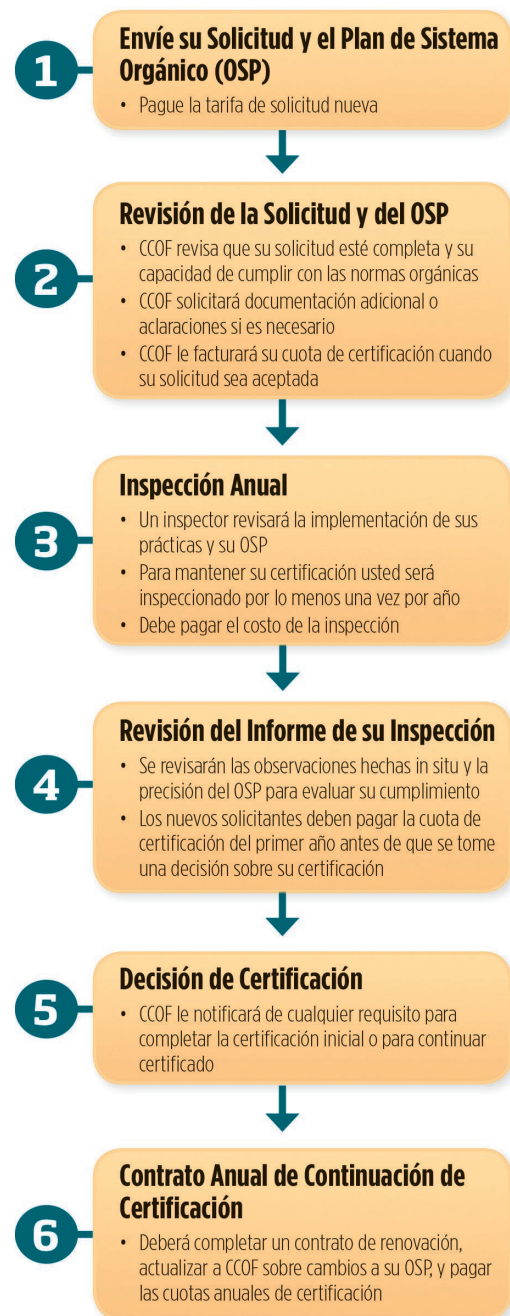 1
Envíe su Solicitud y el Plan de Sistema
Orgánico (OSP)
• Pague la tarifa de solicitud nueva
2
Revisión de la Solicitud y del OSP
• CCOF revisa que su solicitud esté completa y su
capacidad de cumplir con las normas orgánicas
• CCOF solicitará documentación adicional o
aclaraciones si es necesario
• CCOF le facturará su cuota de certificación cuando
su solicitud sea aceptada
3
Inspección Anual
• Un inspector revisará la implementación de sus
prácticas y su OSP
• Para mantener su certificación usted será
inspeccionado por lo menos una vez por año
• Debe pagar el costo de la inspección
4
Revisión del Informe de su Inspección
• Se revisarán las observaciones hechas in situ y la
precisión del OSP para evaluar su cumplimiento
• Los nuevos solicitantes deben pagar la cuota de
certificación del primer año antes de que se tome
una decisión sobre su certificación
5
Decisión de Certificación
• CCOF le notificará de cualquier requisito para
completar la certificación inicial o para continuar
certificado
6
Contrato Anual de Continuación de
Certificación
• Deberá completar un contrato de renovación,
actualizar a CCOF sobre cambios a su OSP, y pagar
las cuotas anuales de certificación